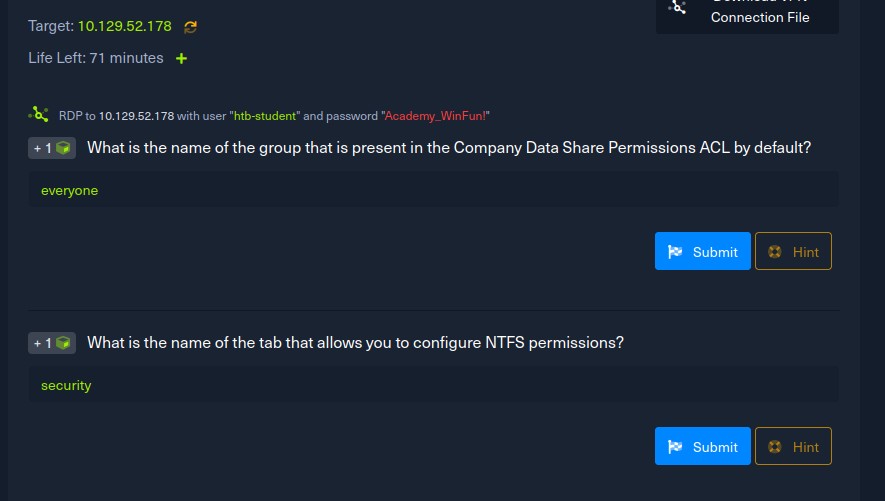 Target: 10.129.52.178
Connection File
Life Left: 71 minutes +
RDP to 10.129.52.178 with user "htb-student" and password "Academy_WinFun!"
+ 1 What is the name of the group that is present in the Company Data Share Permissions ACL by default?
everyone
Submit Hint
+ 1 What is the name of the tab that allows you to configure NTFS permissions?
security
Submit Hint